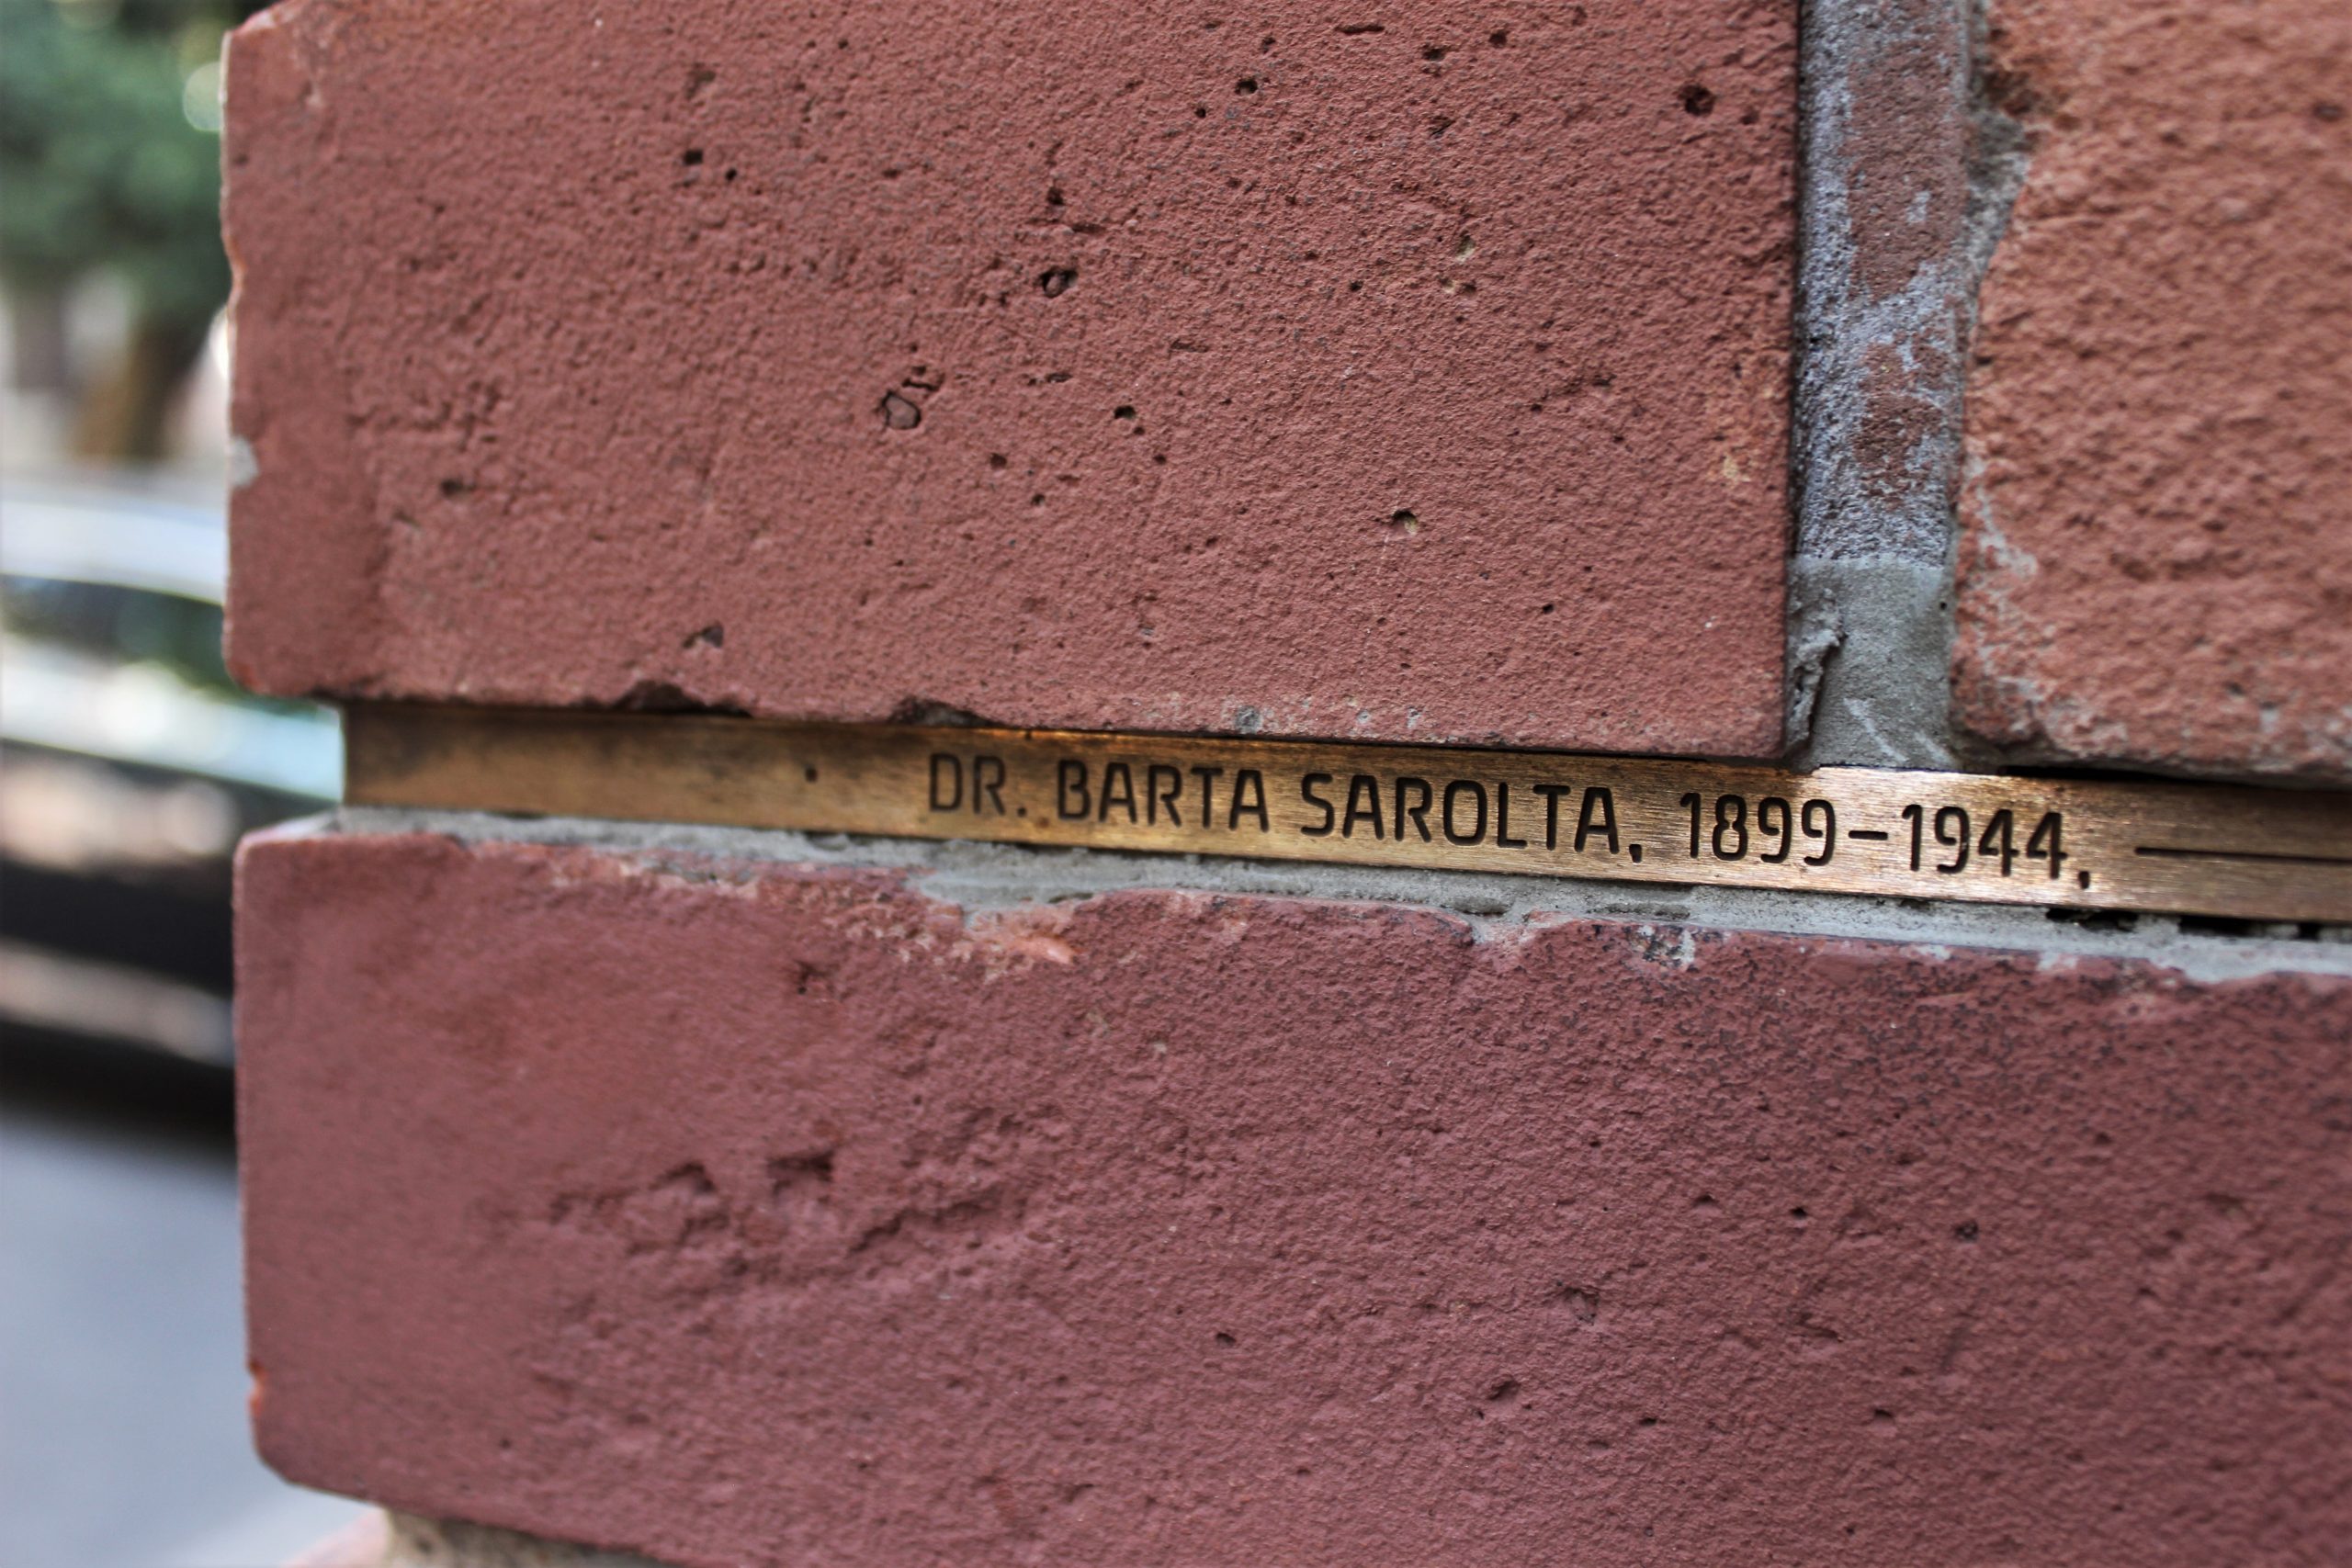 DR. BARTA SAROLTA, 1899–1944,